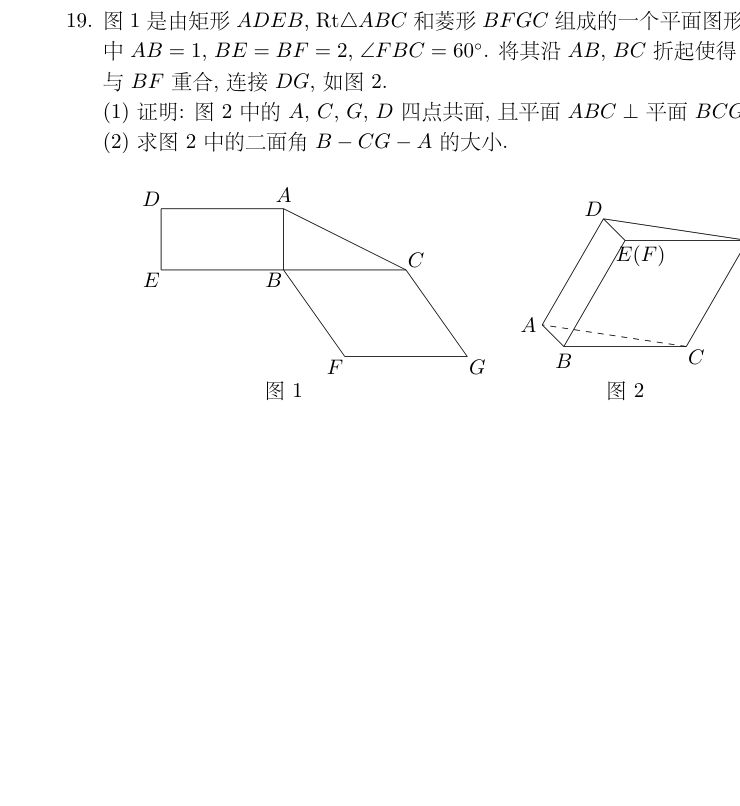 19. 图 1 是由矩形 ADEB, Rt△ABC 和菱形 BFGC 组成的一个平面图形
中 AB = 1, BE = BF = 2, ∠FBC = 60°. 将其沿 AB, BC 折起使得
与 BF 重合, 连接 DG, 如图 2.
(1) 证明: 图 2 中的 A, C, G, D 四点共面, 且平面 ABC ⊥ 平面 BCG
(2) 求图 2 中的二面角 B − CG − A 的大小.
D A D
E B C E(F)
A
B C
F G
图 1 图 2